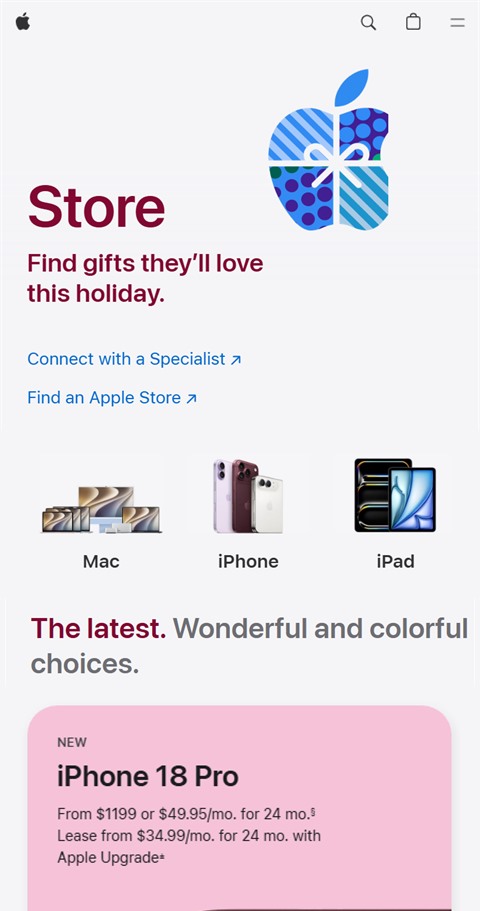 Store
Find gifts they’ll love
this holiday.
Connect with a Specialist ↗
Find an Apple Store ↗
Mac
iPhone
iPad
The latest. Wonderful and colorful
choices.
NEW
iPhone 18 Pro
From $1199 or $49.95/mo. for 24 mo.§
Lease from $34.99/mo. for 24 mo. with
Apple Upgrade